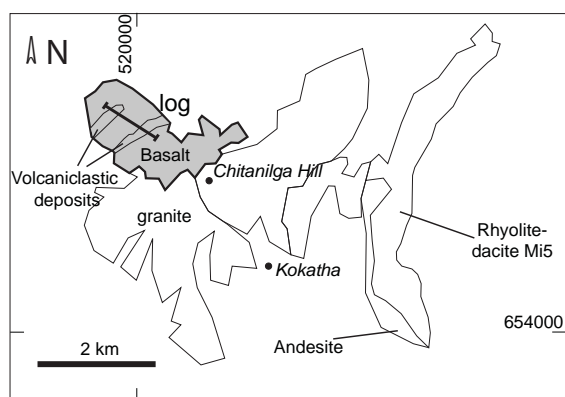 N
520000
log
Basalt
Volcaniclastic
deposits
Chitanilga Hill
granite
Rhyolite-
dacite Mi5
Kokatha
654000
2 km
Andesite